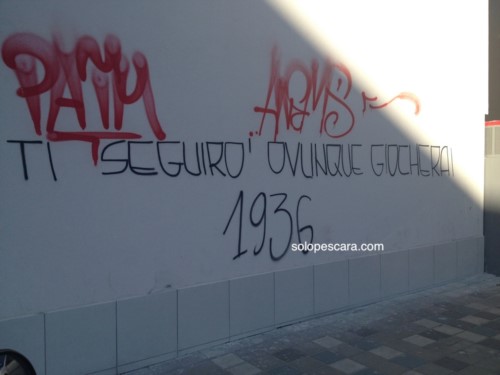 TI SEGUIRO' OVUNQUE GIOCHERAI
1936
solopescara.com